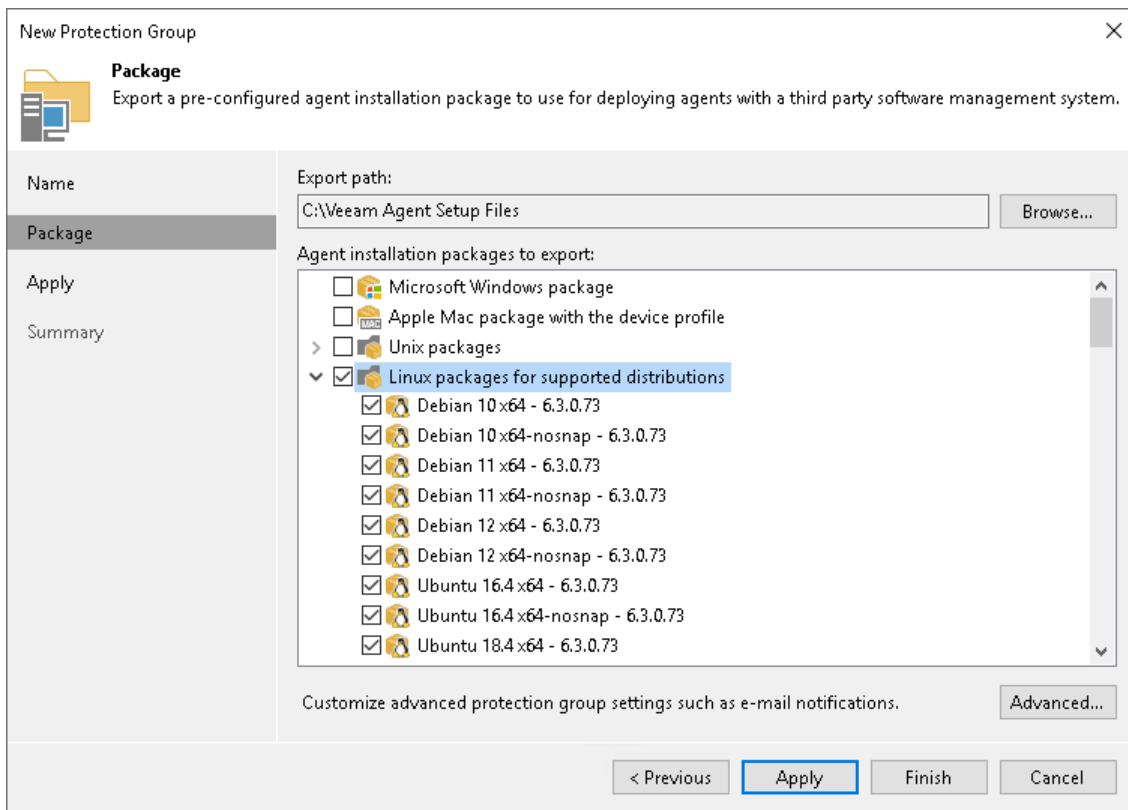 New Protection Group
Package
Export a pre-configured agent installation package to use for deploying agents with a third party software management system.
Name
Package
Apply
Summary
Export path:
C:\Veeam Agent Setup Files
Browse...
Agent installation packages to export:
Microsoft Windows package
MAC
Apple Mac package with the device profile
Unix packages
Linux packages for supported distributions
Debian 10 x64 - 6.3.0.73
Debian 10 x64-nosnap - 6.3.0.73
Debian 11 x64 - 6.3.0.73
Debian 11 x64-nosnap - 6.3.0.73
Debian 12 x64 - 6.3.0.73
Debian 12 x64-nosnap - 6.3.0.73
Ubuntu 16.4 x64 - 6.3.0.73
Ubuntu 16.4 x64-nosnap - 6.3.0.73
Ubuntu 18.4 x64 - 6.3.0.73
Customize advanced protection group settings such as e-mail notifications.
Advanced...
< Previous
Apply
Finish
Cancel